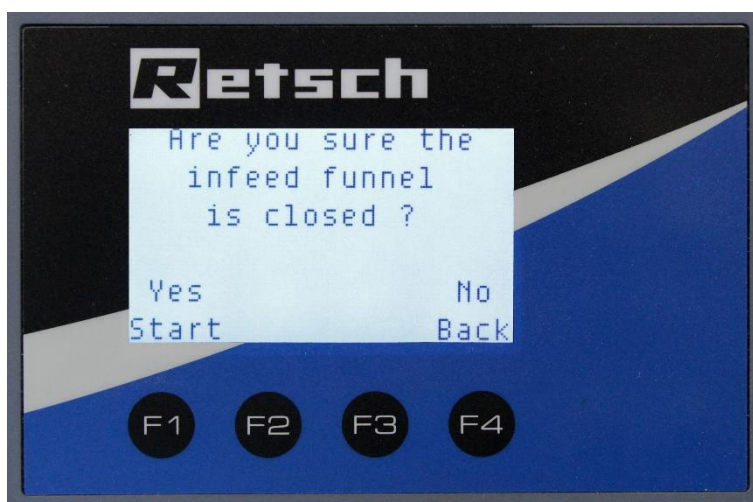 Retsch
Are you sure the
infeed funnel
is closed ?
Yes No
Start Back
F1 F2 F3 F4